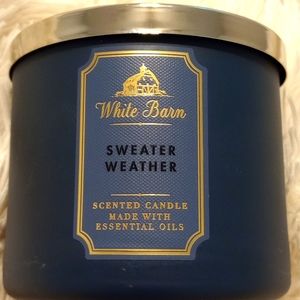 White Barn
SWEATER
WEATHER
SCENTED CANDLE
MADE WITH
ESSENTIAL OILS